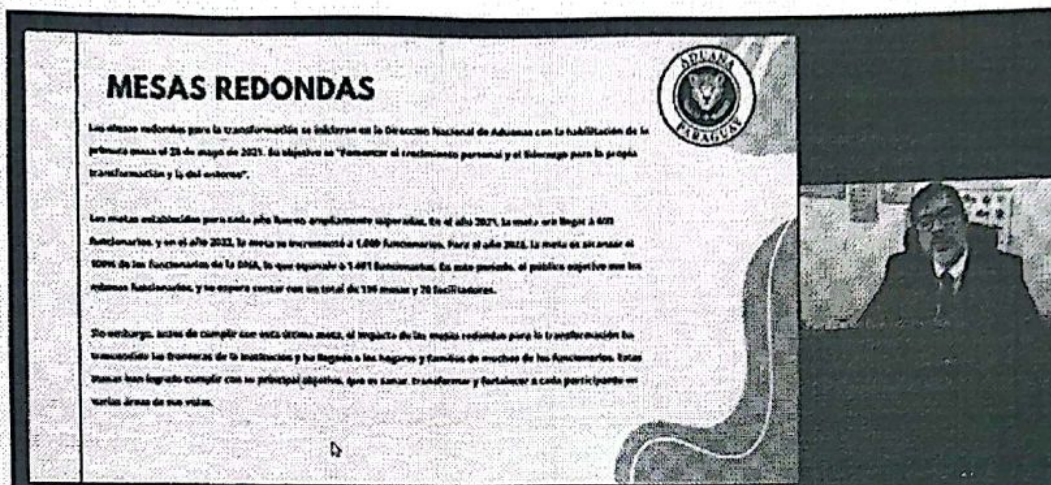 MESAS REDONDAS
ADUANA
PARAGUAY
Las mesas redondas para la transformación se iniciaron en la Dirección Nacional de Aduanas con la habilitación de la
primera mesa el de mayo de 2021. Su objetivo es "Fomentar el crecimiento personal y el liderazgo para la propia
transformación y la del entorno".
Las metas establecidas para cada año fueron ampliamente superadas. En el año 2021, la meta era llegar a
funcionarios, y en el año 2022, la mesa se incrementó a 1.000 funcionarios. Para el año la meta es alcanzar el
100% de los funcionarios de la DNA, lo que equivale a funcionarios. En este periodo, el público objetivo son los
mismos funcionarios, y se espera contar con un total de mesas y facilitadores.
Sin embargo, antes de cumplir con esta última meta, el impacto de las mesas redondas para la transformación ha
trascendido las fronteras de la institución y ha llegado a los hogares y familias de muchos de los funcionarios. Estas
mesas han logrado cumplir con su principal objetivo, que es sanar, transformar y fortalecer a cada participante en
varias áreas de sus vidas.